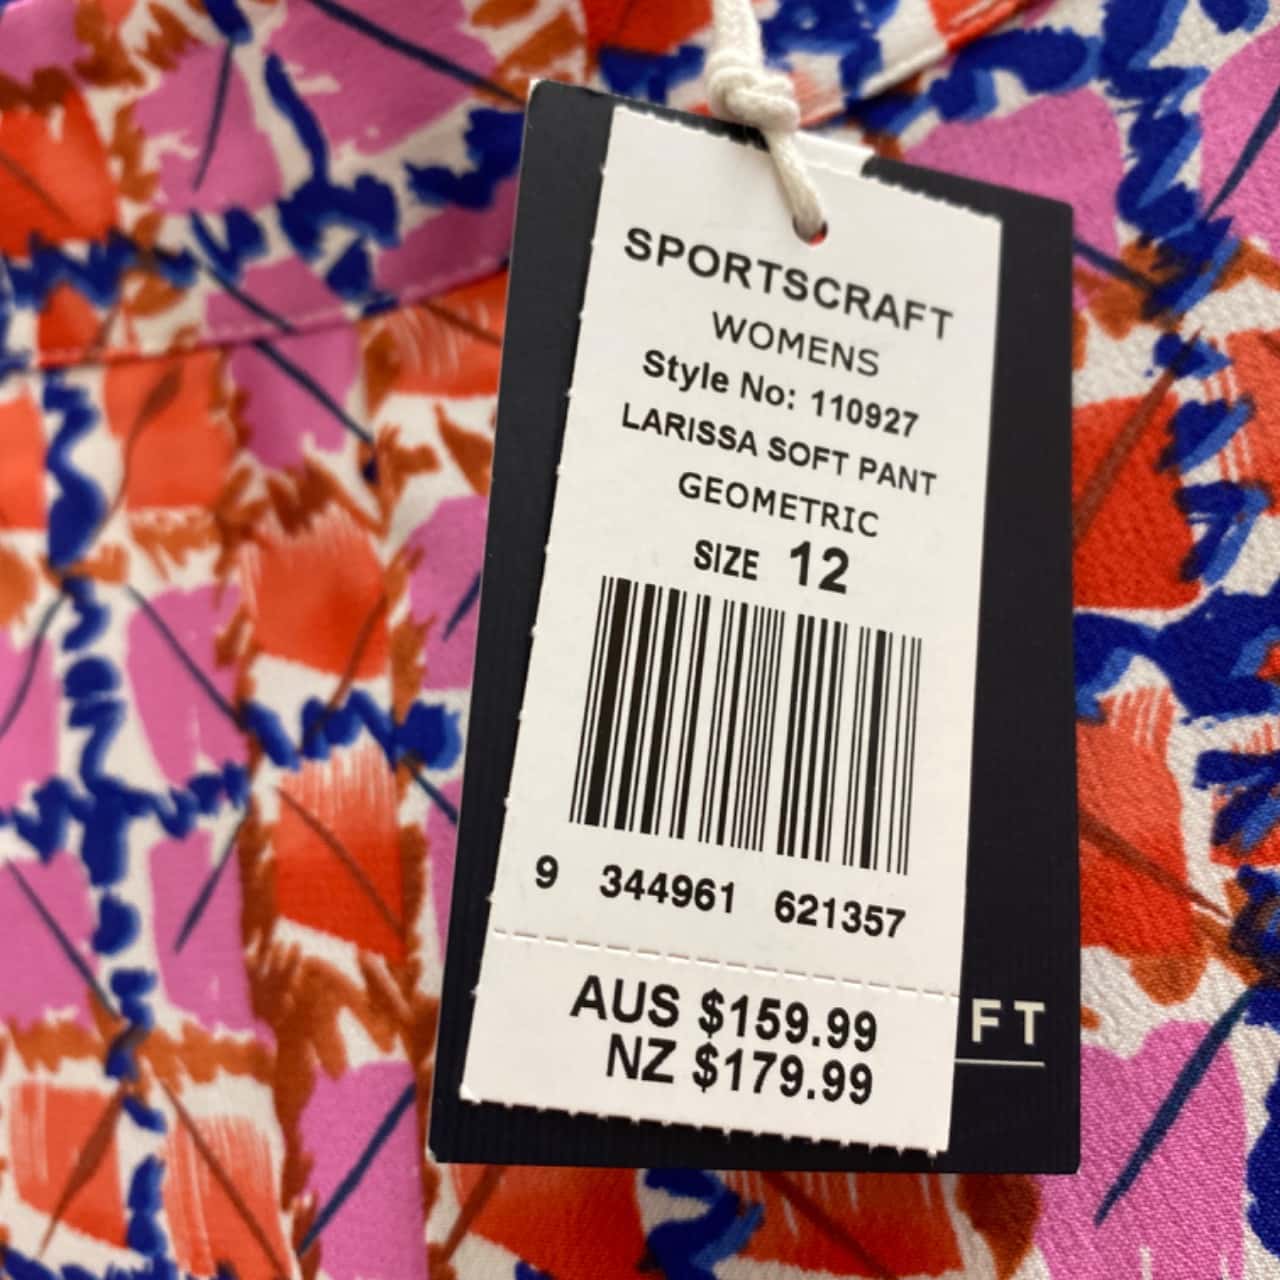 SPORTSCRAFT
WOMENS
Style No: 110927
LARISSA SOFT PANT
GEOMETRIC
SIZE 12
9 344961 621357
AUS $159.99
NZ $179.99
FT